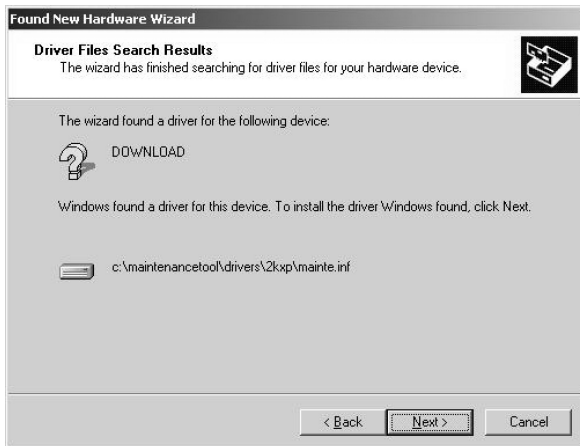 Found New Hardware Wizard
Driver Files Search Results
The wizard has finished searching for driver files for your hardware device.
The wizard found a driver for the following device:
DOWNLOAD
Windows found a driver for this device. To install the driver Windows found, click Next.
c:\maintenancetool\drivers\2kxp\mainte.inf
< Back Next > Cancel